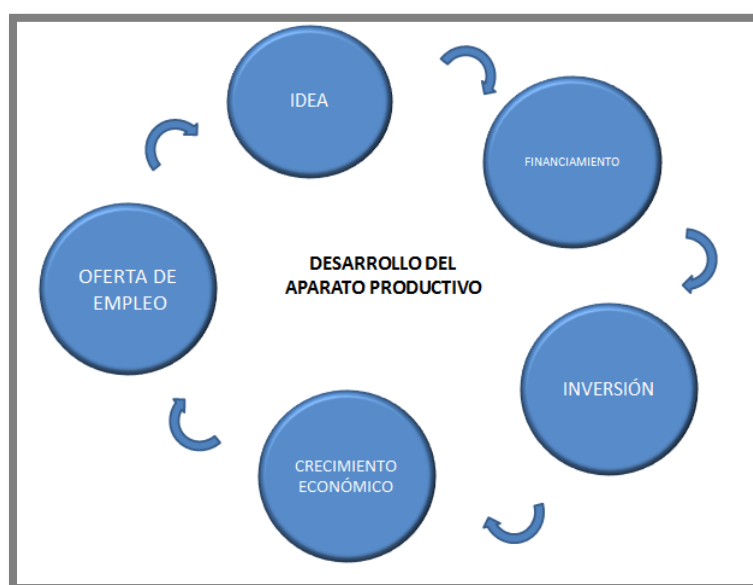 IDEA
FINANCIAMIENTO
DESARROLLO DEL
APARATO PRODUCTIVO
OFERTA DE
EMPLEO
INVERSIÓN
CRECIMIENTO
ECONÓMICO